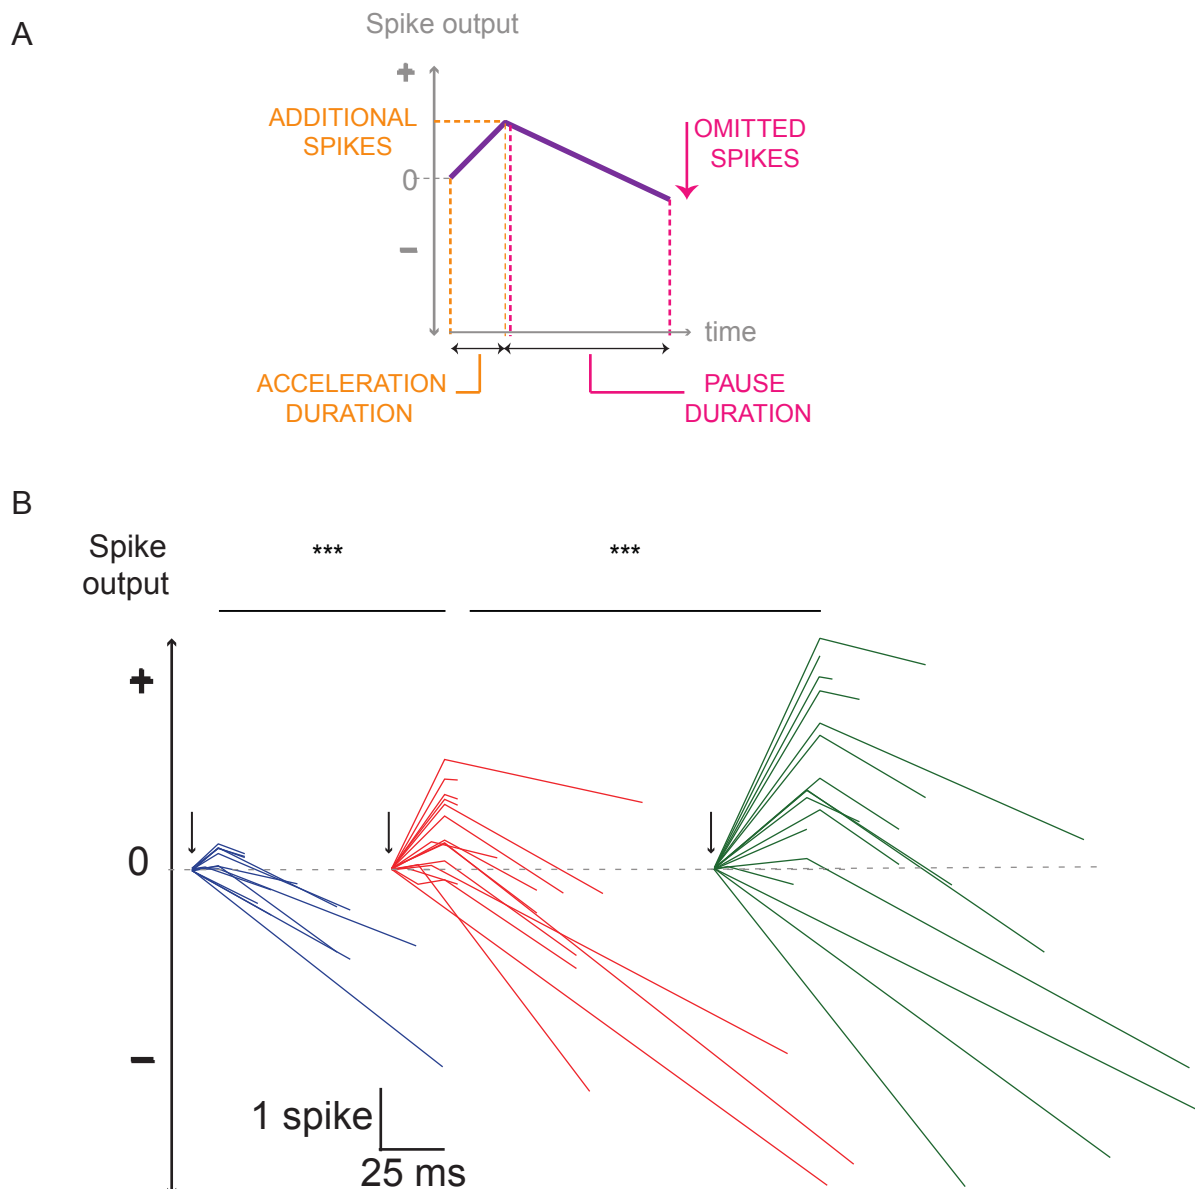 A
Spike output
+
ADDITIONAL
SPIKES
OMITTED
SPIKES
0
–
time
ACCELERATION
DURATION
PAUSE
DURATION
B
Spike
output
***
***
+
0
–
1 spike
25 ms